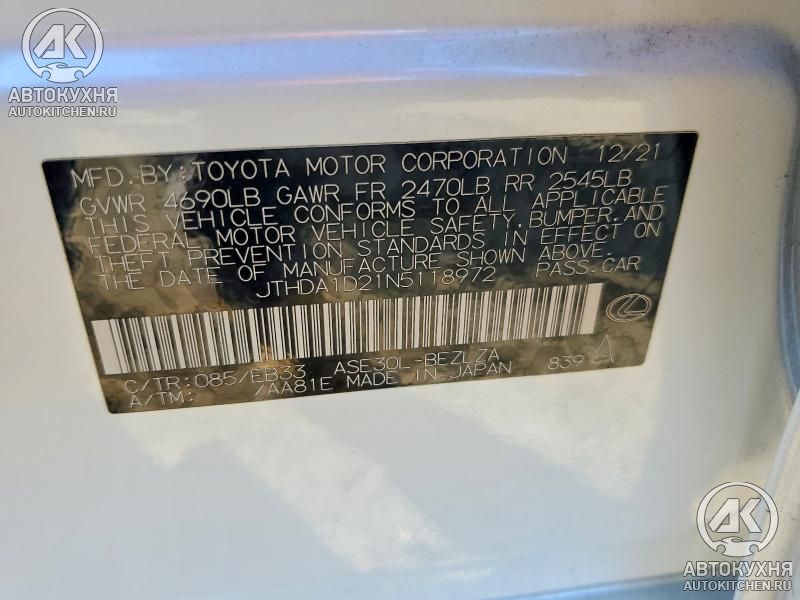 AK
АВТОКУХНЯ
AUTOKITCHEN.RU
MFD. BY: TOYOTA MOTOR CORPORATION 12/21
GVWR 4690LB GAWR FR 2470LB RR 2545LB
THIS VEHICLE CONFORMS TO ALL APPLICABLE
FEDERAL MOTOR VEHICLE SAFETY, BUMPER, AND
THEFT PREVENTION STANDARDS IN EFFECT ON
THE DATE OF MANUFACTURE SHOWN ABOVE.
JTHDA1D21N5118972 PASS. CAR
C/TR: 085/EB33 ASE30L-BEZLZA 839 A
A/TM: /AA81E MADE IN JAPAN
AK
АВТОКУХНЯ
AUTOKITCHEN.RU